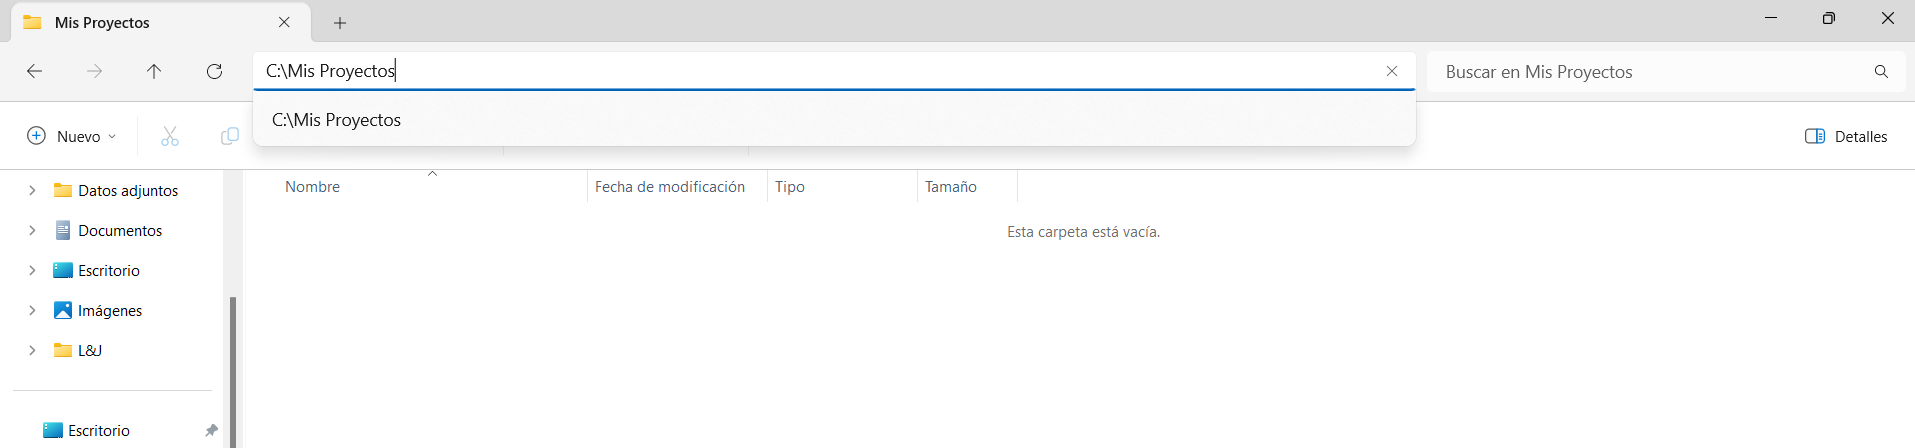 Mis Proyectos
C:\Mis Proyectos
Buscar en Mis Proyectos
C:\Mis Proyectos
Nuevo
Detalles
Nombre
Fecha de modificación
Tipo
Tamaño
Esta carpeta está vacía.
Datos adjuntos
Documentos
Escritorio
Imágenes
L&J
Escritorio